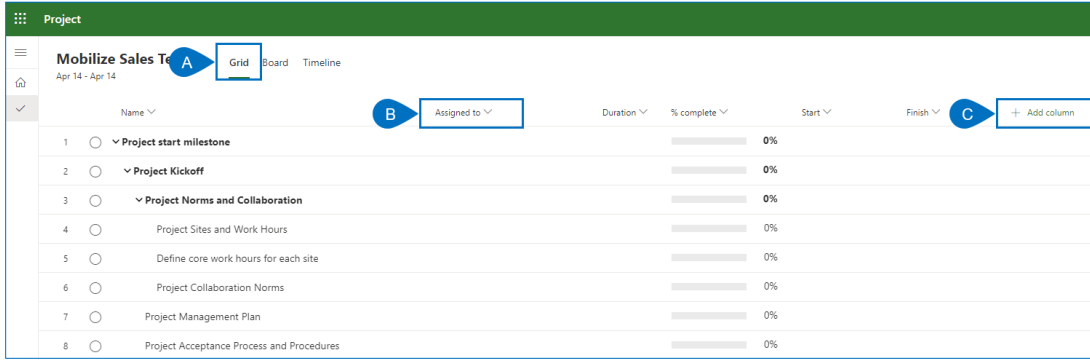 Project
Mobilize Sales Te A Grid Board Timeline
Apr 14 - Apr 14
Name B Assigned to Duration % complete Start Finish C + Add column
1 Project start milestone 0%
2 Project Kickoff 0%
3 Project Norms and Collaboration 0%
4 Project Sites and Work Hours 0%
5 Define core work hours for each site 0%
6 Project Collaboration Norms 0%
7 Project Management Plan 0%
8 Project Acceptance Process and Procedures 0%